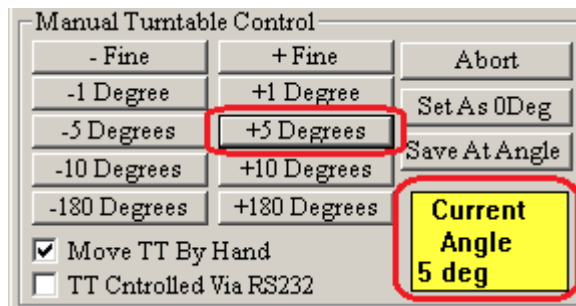 Manual Turntable Control
- Fine
+ Fine
Abort
-1 Degree
+1 Degree
Set As 0Deg
-5 Degrees
+5 Degrees
Save At Angle
-10 Degrees
+10 Degrees
-180 Degrees
+180 Degrees
Current
Angle
5 deg
Move TT By Hand
TT Cntrolled Via RS232